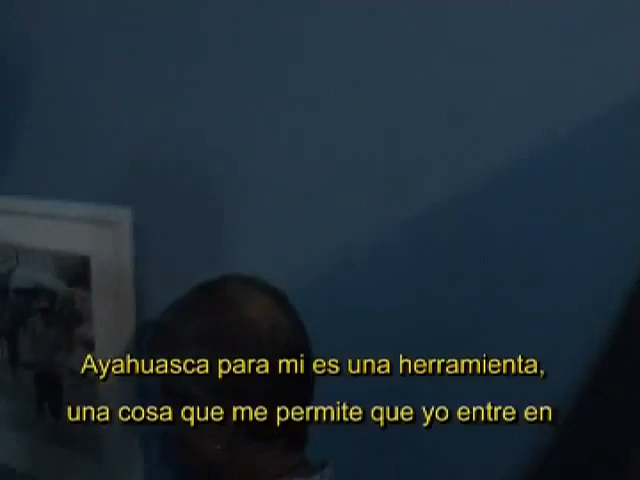 Ayahuasca para mi es una herramienta,
una cosa que me permite que yo entre en